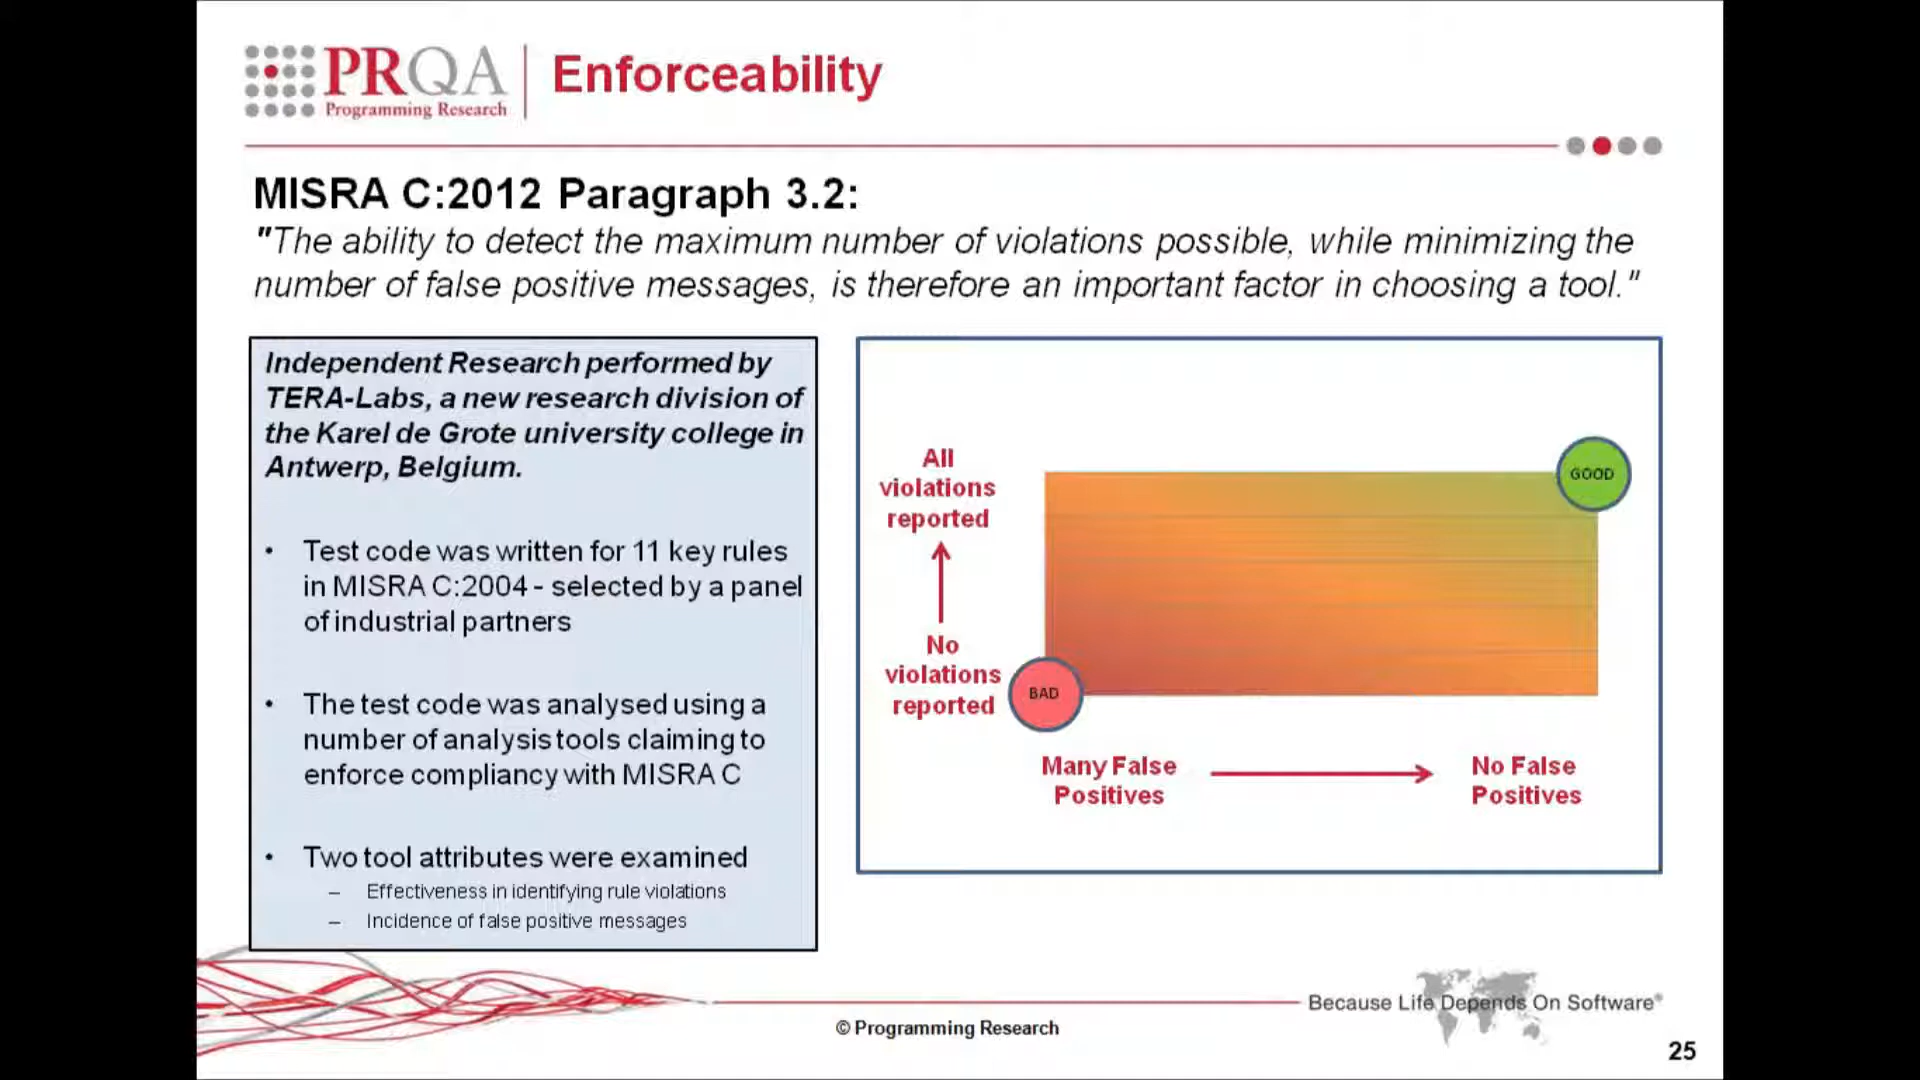 PRQA
Programming Research
Enforceability
MISRA C:2012 Paragraph 3.2:
"The ability to detect the maximum number of violations possible, while minimizing the
number of false positive messages, is therefore an important factor in choosing a tool."
Independent Research performed by
TERA-Labs, a new research division of
the Karel de Grote university college in
Antwerp, Belgium.
• Test code was written for 11 key rules
in MISRA C:2004 - selected by a panel
of industrial partners
• The test code was analysed using a
number of analysis tools claiming to
enforce compliancy with MISRA C
• Two tool attributes were examined
– Effectiveness in identifying rule violations
– Incidence of false positive messages
All
violations
reported
GOOD
No
violations
reported
BAD
Many False
Positives
No False
Positives
Because Life Depends On Software®
© Programming Research
25